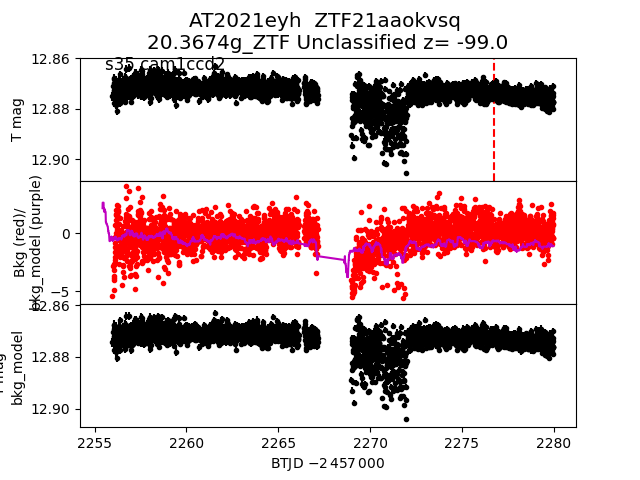 AT2021eyh  ZTF21aaokvsq
20.3674g_ZTF Unclassified z= -99.0
s35 cam1ccd2
12.86
12.88
12.90
T mag
0
−5
Bkg (red)/
bkg_model (purple)
12.86
12.88
12.90
T mag
bkg_model
2255
2260
2265
2270
2275
2280
BTJD −2 457 000